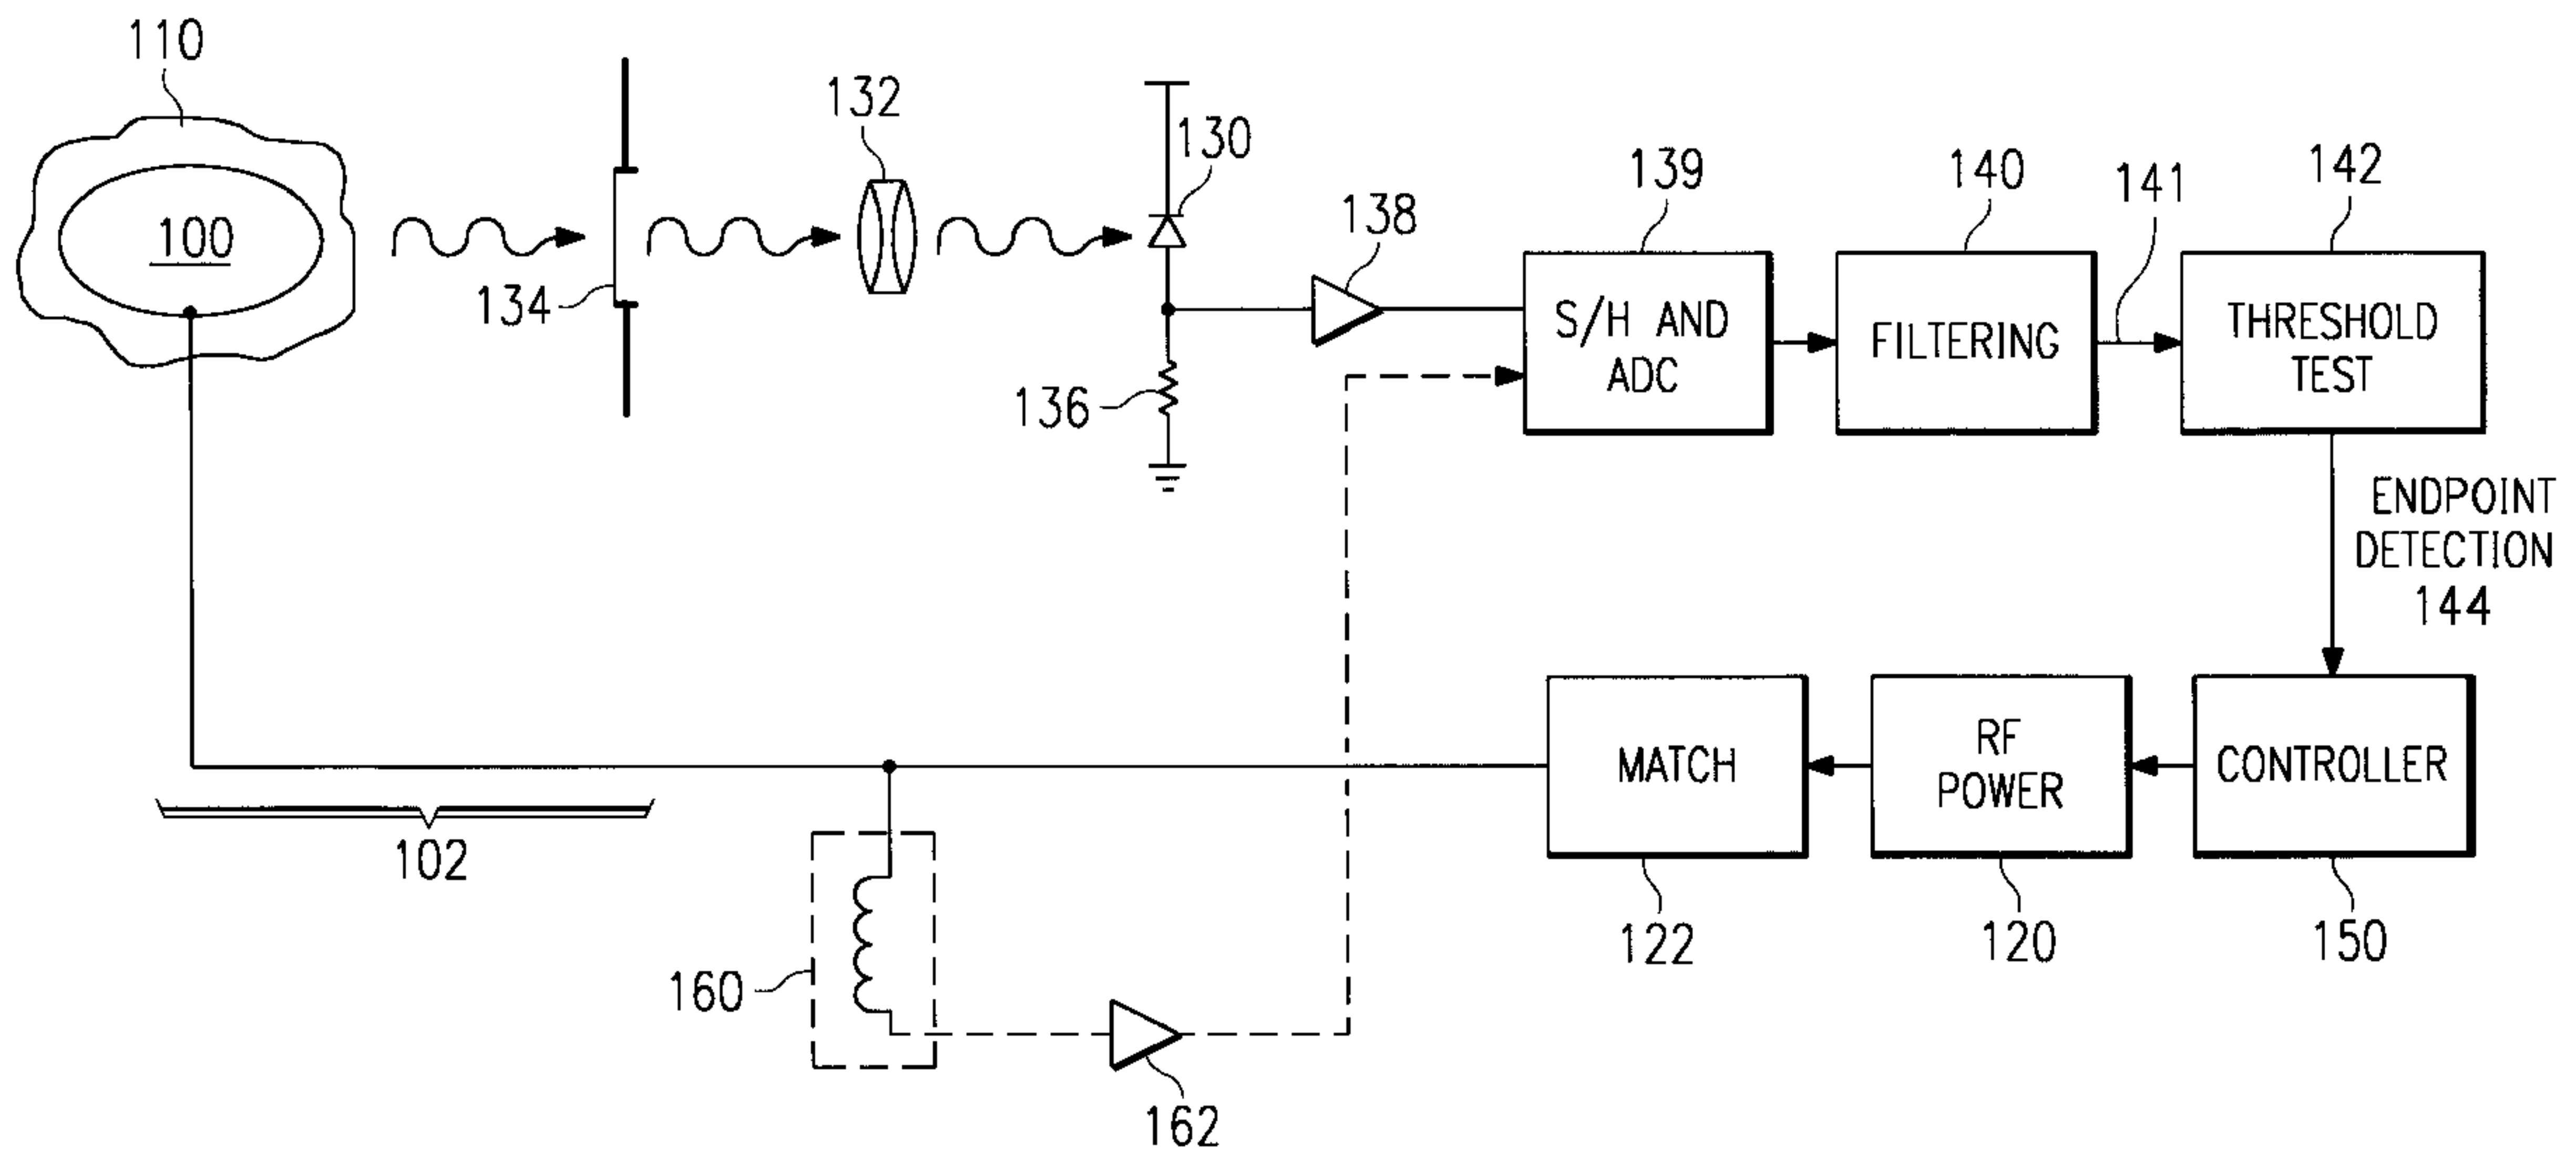 110
132
130
139
140
141
142
138
100
134
S/H AND
ADC
FILTERING
THRESHOLD
TEST
136
ENDPOINT
DETECTION
144
MATCH
RF
POWER
CONTROLLER
102
160
122
120
150
162